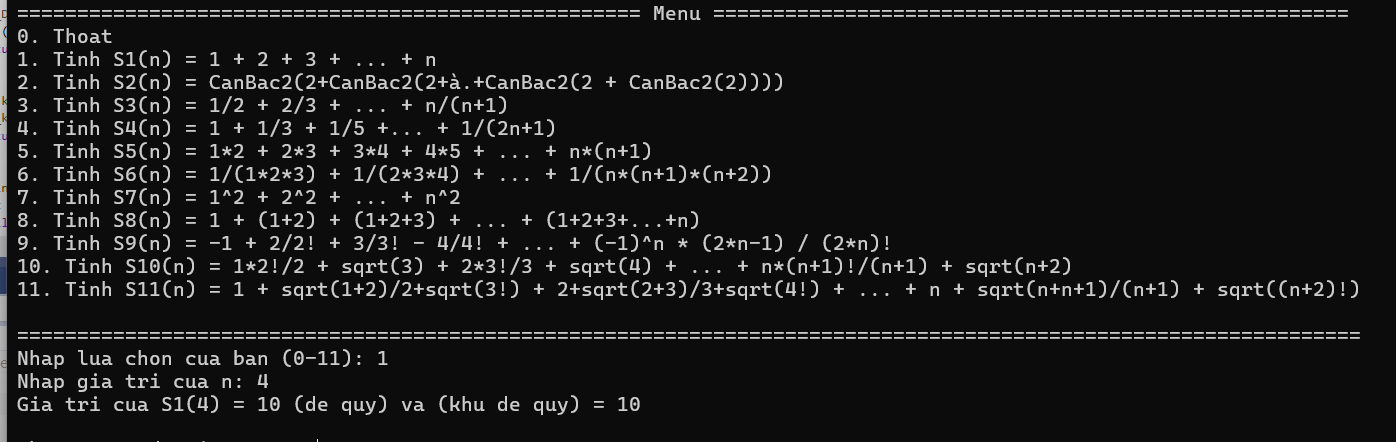 ==================================================== Menu =====================================================
0. Thoat
1. Tinh S1(n) = 1 + 2 + 3 + ... + n
2. Tinh S2(n) = CanBac2(2+CanBac2(2+à.+CanBac2(2 + CanBac2(2))))
3. Tinh S3(n) = 1/2 + 2/3 + ... + n/(n+1)
4. Tinh S4(n) = 1 + 1/3 + 1/5 +... + 1/(2n+1)
5. Tinh S5(n) = 1*2 + 2*3 + 3*4 + 4*5 + ... + n*(n+1)
6. Tinh S6(n) = 1/(1*2*3) + 1/(2*3*4) + ... + 1/(n*(n+1)*(n+2))
7. Tinh S7(n) = 1^2 + 2^2 + ... + n^2
8. Tinh S8(n) = 1 + (1+2) + (1+2+3) + ... + (1+2+3+...+n)
9. Tinh S9(n) = -1 + 2/2! + 3/3! - 4/4! + ... + (-1)^n * (2*n-1) / (2*n)!
10. Tinh S10(n) = 1*2!/2 + sqrt(3) + 2*3!/3 + sqrt(4) + ... + n*(n+1)!/(n+1) + sqrt(n+2)
11. Tinh S11(n) = 1 + sqrt(1+2)/2+sqrt(3!) + 2+sqrt(2+3)/3+sqrt(4!) + ... + n + sqrt(n+n+1)/(n+1) + sqrt((n+2)!)
================================================================================================================
Nhap lua chon cua ban (0-11): 1
Nhap gia tri cua n: 4
Gia tri cua S1(4) = 10 (de quy) va (khu de quy) = 10